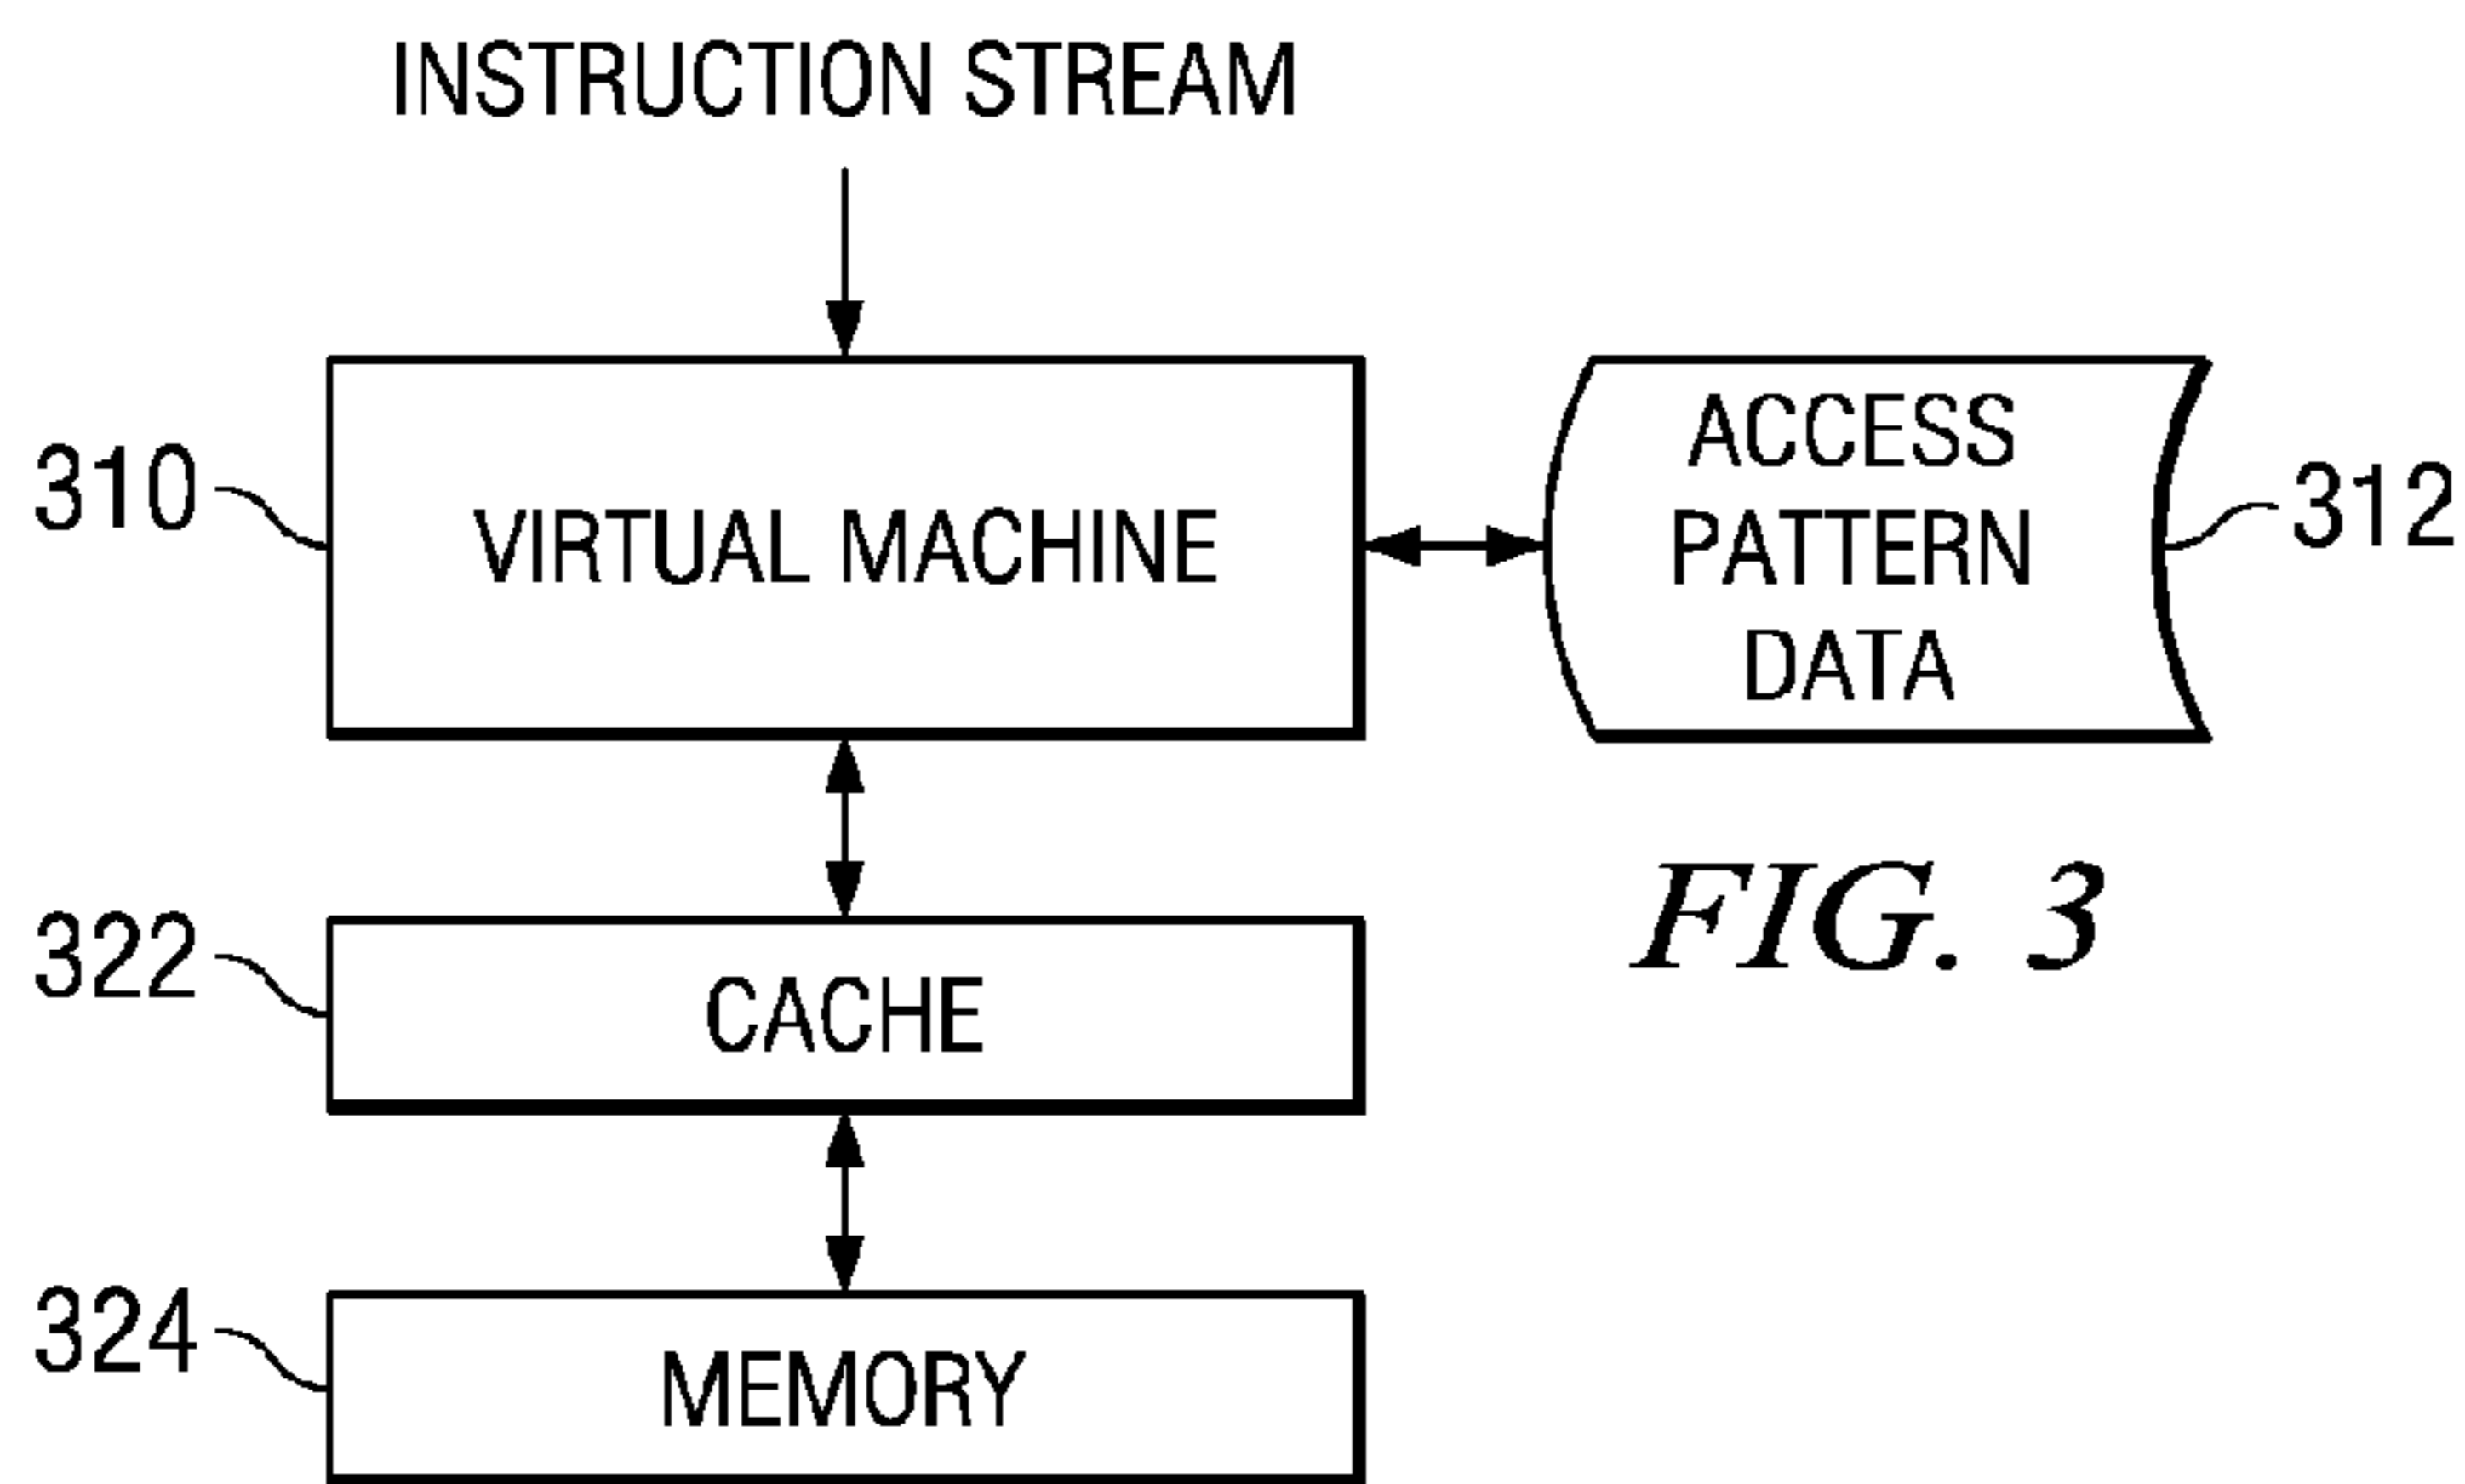 INSTRUCTION STREAM
310
VIRTUAL MACHINE
ACCESS
PATTERN
DATA
312
322
CACHE
FIG. 3
324
MEMORY